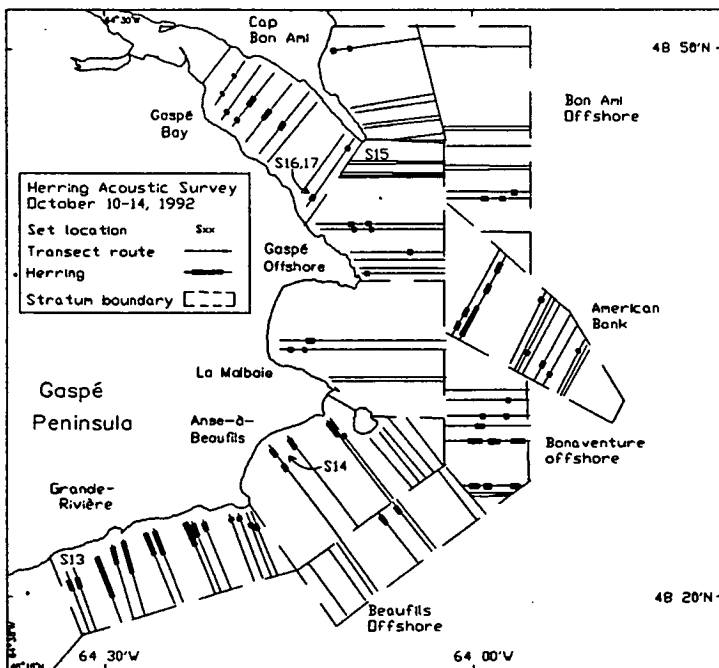 64 30'W
Cap
Bon Ami
48 50'N
Bon Ami
Offshore
Gaspé
Bay
S16,17
S15
Herring Acoustic Survey
October 10-14, 1992
Set location Sxx
Transect route
Herring
Stratum boundary
Gaspé
Offshore
American
Bank
La Malbaie
Gaspé
Peninsula
Anse-à-
Beaufils
Bonaventure
offshore
S14
Grande-
Rivière
S13
48 20'N
Beaufils
Offshore
64 30'W
64 00'W